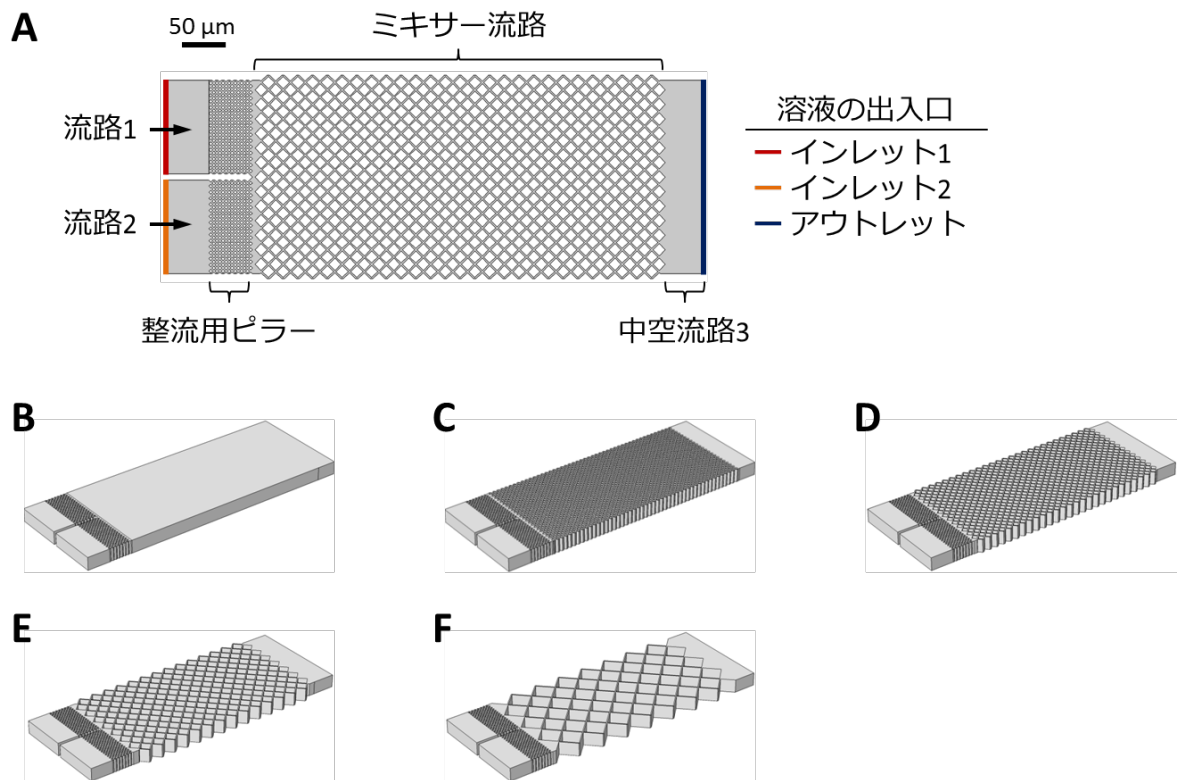 A
50 µm
ミキサー流路
流路1
流路2
整流用ピラー
中空流路3
溶液の出入口
インレット1
インレット2
アウトレット
B
C
D
E
F